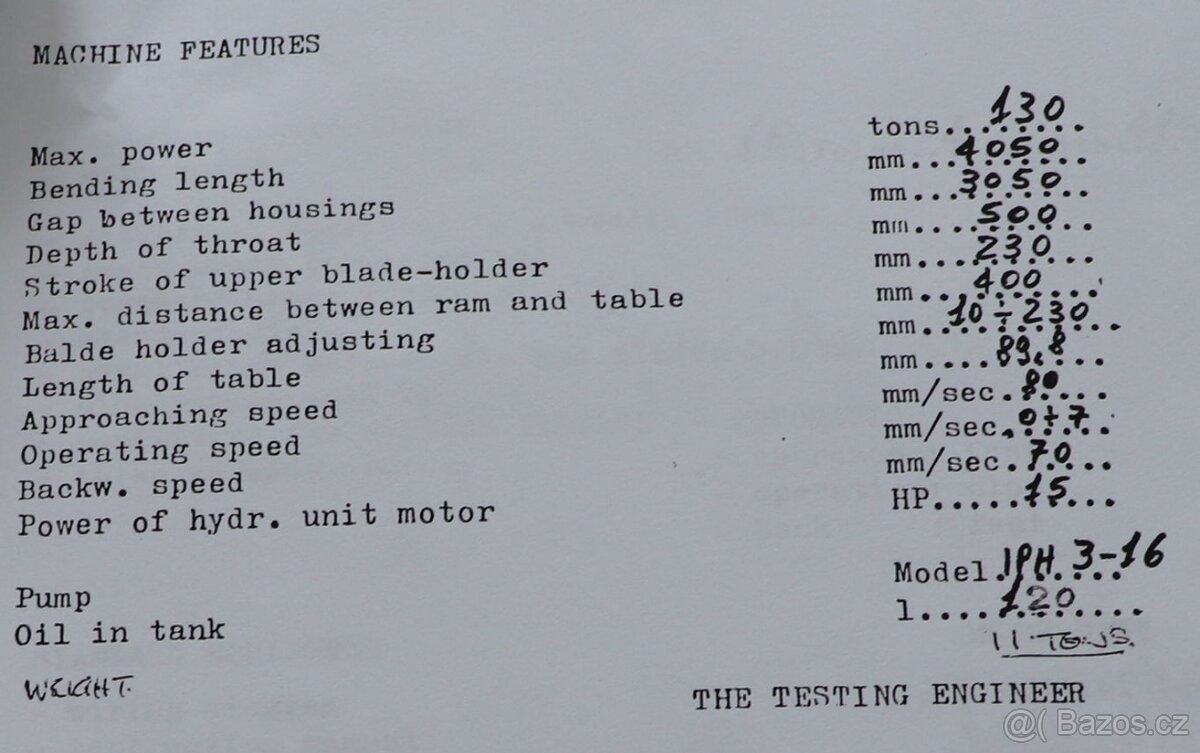 MACHINE FEATURES
Max. power tons....130....
Bending length mm...4050...
Gap between housings mm...3050...
Depth of throat mm...500...
Stroke of upper blade-holder mm...230...
Max. distance between ram and table mm...400...
Balde holder adjusting mm...10÷230...
Length of table mm....89,8...
Approaching speed mm/sec.80....
Operating speed mm/sec.0÷7...
Backw. speed mm/sec.70...
Power of hydr. unit motor HP.....15...
Pump Model.IPH.3-16
Oil in tank l....120....
WEIGHT. 11 TONS.
THE TESTING ENGINEER
@( Bazos.cz